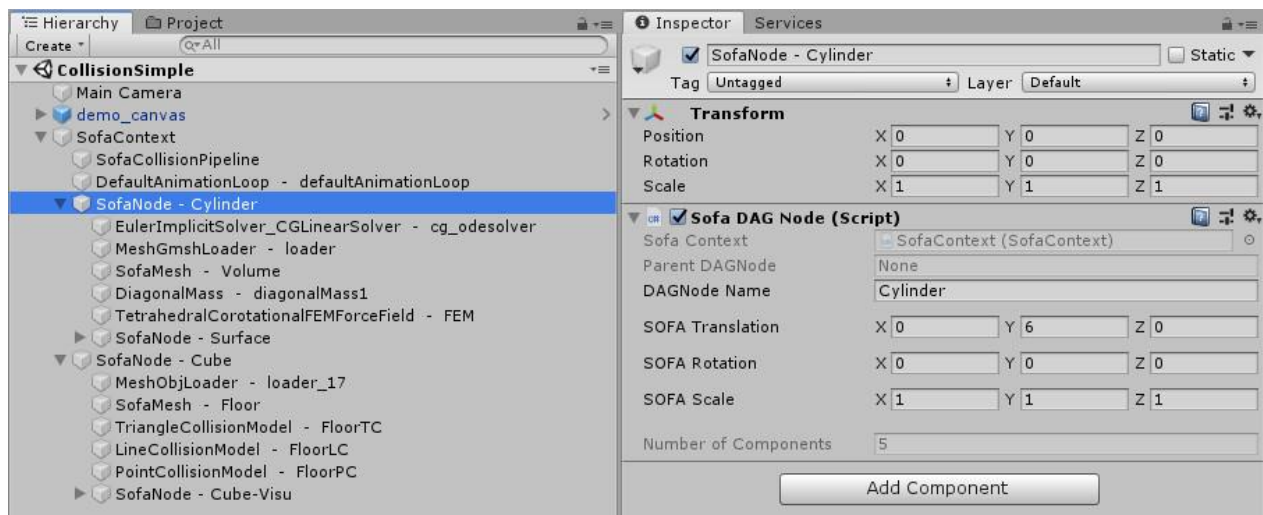 Hierarchy Project
Create All
CollisionSimple
Main Camera
demo_canvas
SofaContext
SofaCollisionPipeline
DefaultAnimationLoop - defaultAnimationLoop
SofaNode - Cylinder
EulerImplicitSolver_CGLinearSolver - cg_odesolver
MeshGmshLoader - loader
SofaMesh - Volume
DiagonalMass - diagonalMass1
TetrahedralCorotationalFEMForceField - FEM
SofaNode - Surface
SofaNode - Cube
MeshObjLoader - loader_17
SofaMesh - Floor
TriangleCollisionModel - FloorTC
LineCollisionModel - FloorLC
PointCollisionModel - FloorPC
SofaNode - Cube-Visu
Inspector Services
SofaNode - Cylinder Static
Tag Untagged Layer Default
Transform
Position X 0 Y 0 Z 0
Rotation X 0 Y 0 Z 0
Scale X 1 Y 1 Z 1
C# Sofa DAG Node (Script)
Sofa Context SofaContext (SofaContext)
Parent DAGNode None
DAGNode Name Cylinder
SOFA Translation X 0 Y 6 Z 0
SOFA Rotation X 0 Y 0 Z 0
SOFA Scale X 1 Y 1 Z 1
Number of Components 5
Add Component